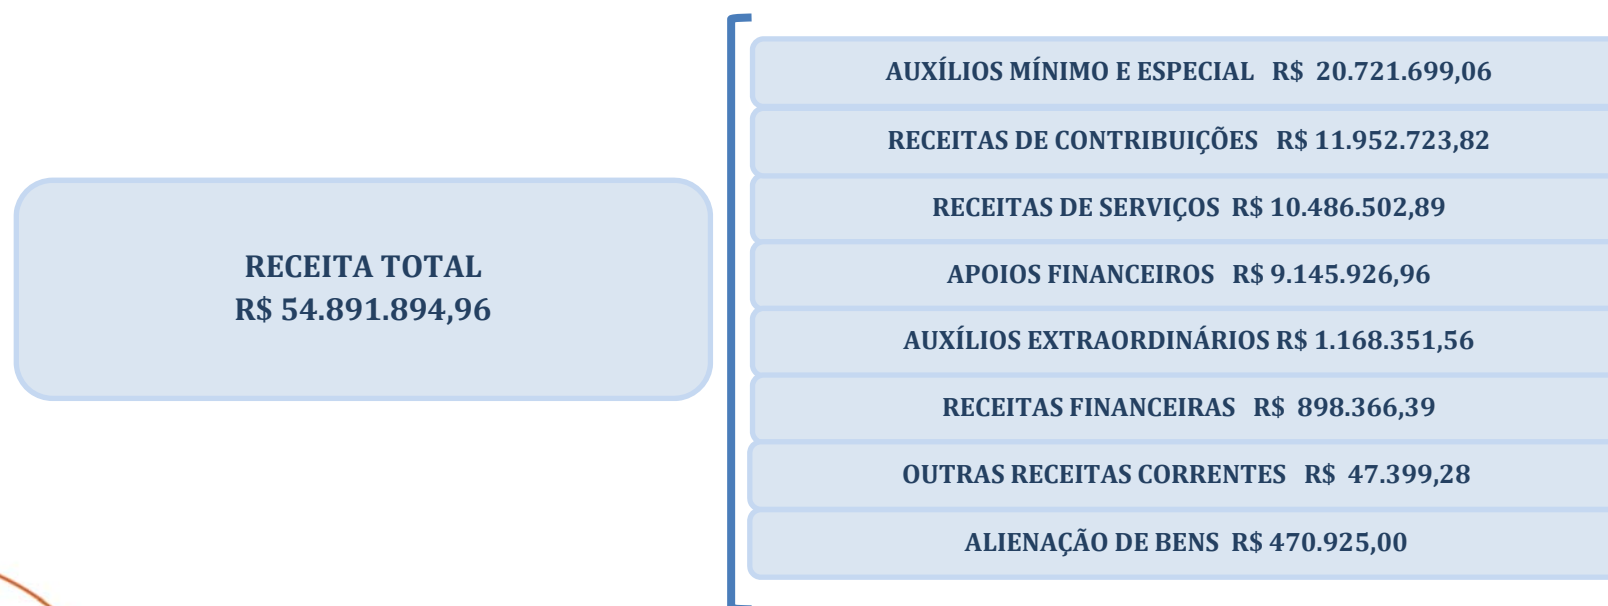 RECEITA TOTAL
R$ 54.891.894,96
AUXÍLIOS MÍNIMO E ESPECIAL R$ 20.721.699,06
RECEITAS DE CONTRIBUIÇÕES R$ 11.952.723,82
RECEITAS DE SERVIÇOS R$ 10.486.502,89
APOIOS FINANCEIROS R$ 9.145.926,96
AUXÍLIOS EXTRAORDINÁRIOS R$ 1.168.351,56
RECEITAS FINANCEIRAS R$ 898.366,39
OUTRAS RECEITAS CORRENTES R$ 47.399,28
ALIENAÇÃO DE BENS R$ 470.925,00